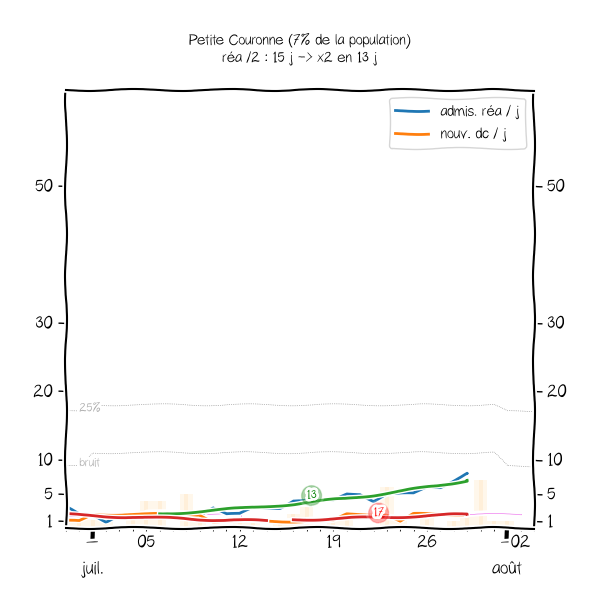 Petite Couronne (7% de la population)
réa /2 : 15 j -> x2 en 13 j
admis. réa / j
nouv. dc / j
50 50
30 30
20 20
25%
10 10
bruit
5 5
1 1
13
17
05 12 19 26 02
juil. août